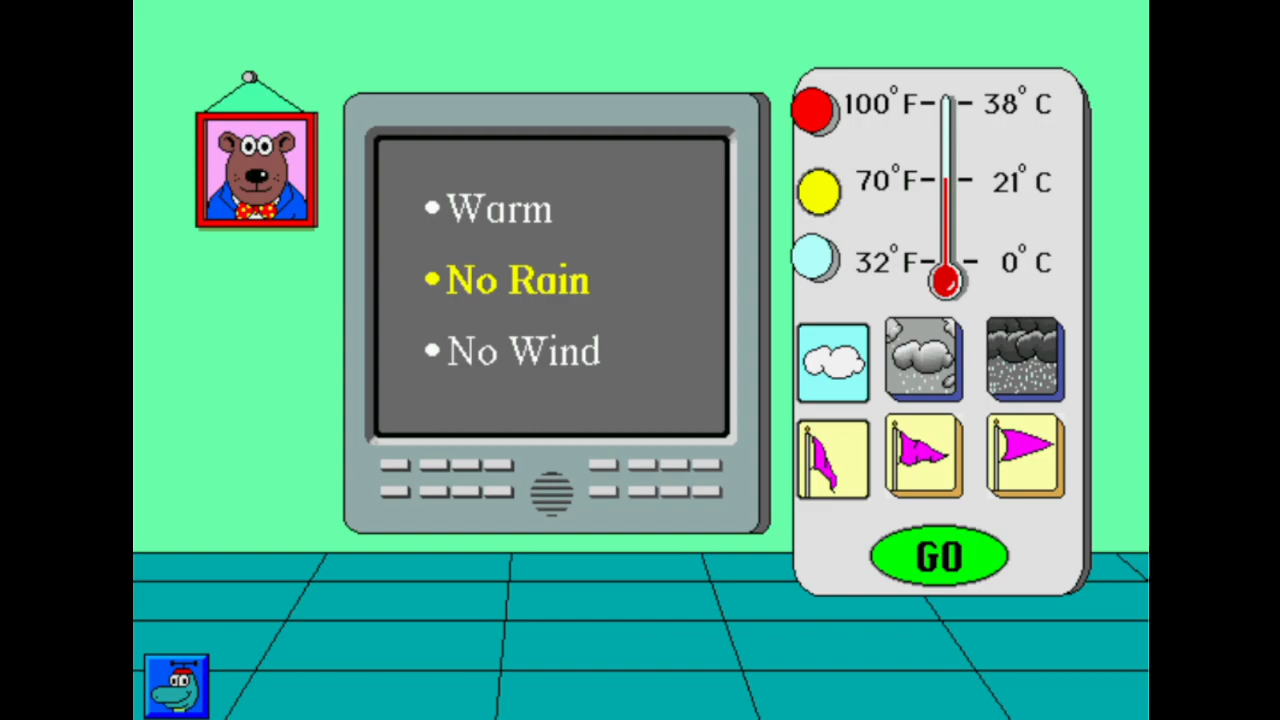 •Warm
•No Rain
•No Wind
100°F- -38°C
70°F- -21°C
32°F- -0°C
GO